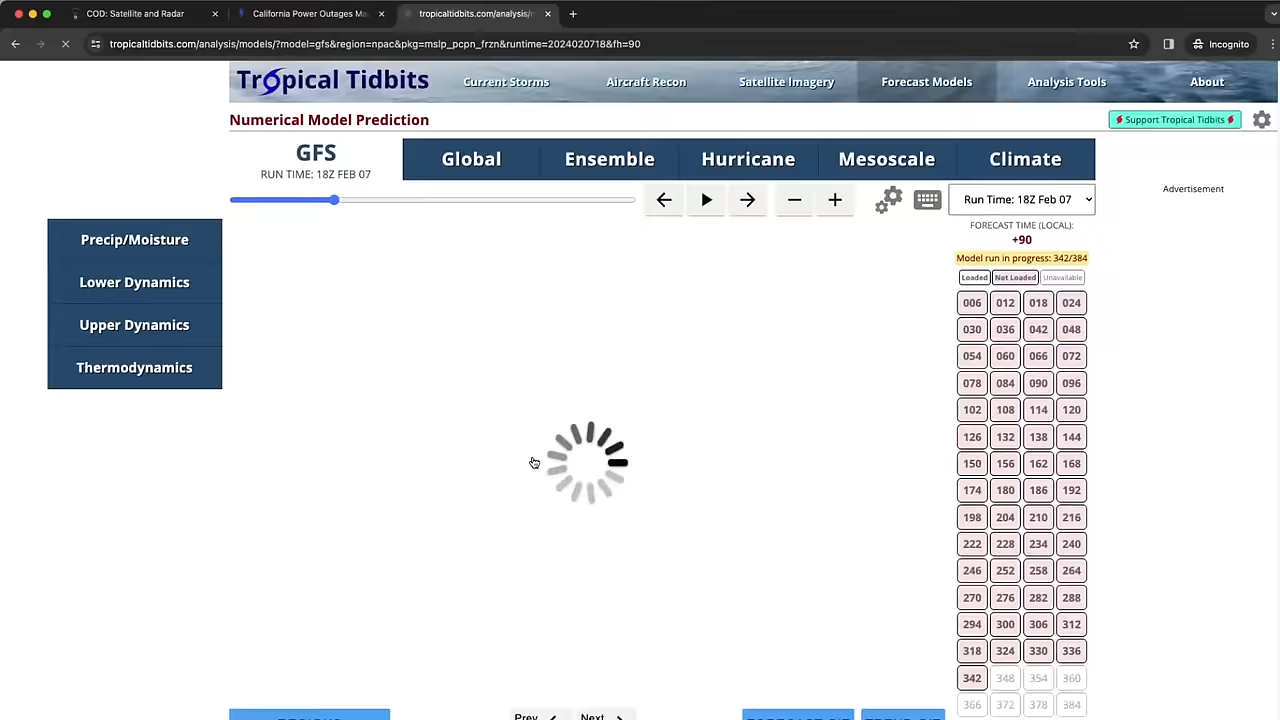 COD: Satellite and Radar
California Power Outages Ma
tropicaltidbits.com/analysis/
tropicaltidbits.com/analysis/models/?model=gfs&region=npac&pkg=mslp_pcpn_frzn&runtime=2024020718&fh=90
Incognito
Tropical Tidbits
Current Storms
Aircraft Recon
Satellite Imagery
Forecast Models
Analysis Tools
About
Numerical Model Prediction
Support Tropical Tidbits
GFS
RUN TIME: 18Z FEB 07
Global
Ensemble
Hurricane
Mesoscale
Climate
Advertisement
Run Time: 18Z Feb 07
FORECAST TIME (LOCAL):
+90
Model run in progress: 342/384
Loaded Not Loaded Unavailable
Precip/Moisture
Lower Dynamics
Upper Dynamics
Thermodynamics
006 012 018 024
030 036 042 048
054 060 066 072
078 084 090 096
102 108 114 120
126 132 138 144
150 156 162 168
174 180 186 192
198 204 210 216
222 228 234 240
246 252 258 264
270 276 282 288
294 300 306 312
318 324 330 336
342 348 354 360
366 372 378 384
Prev
Next